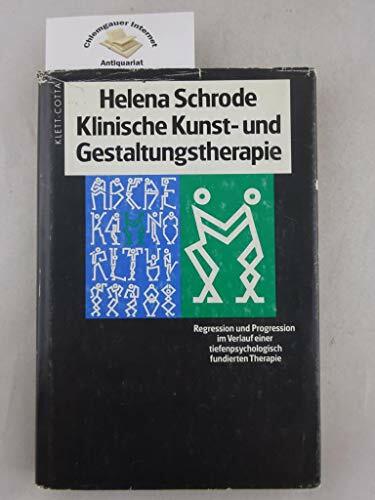 Chiemgauer Internet
Antiquariat
KLETT-COTTA
Helena Schrode
Klinische Kunst- und
Gestaltungstherapie
Regression und Progression
im Verlauf einer
tiefenpsychologisch
fundierten Therapie